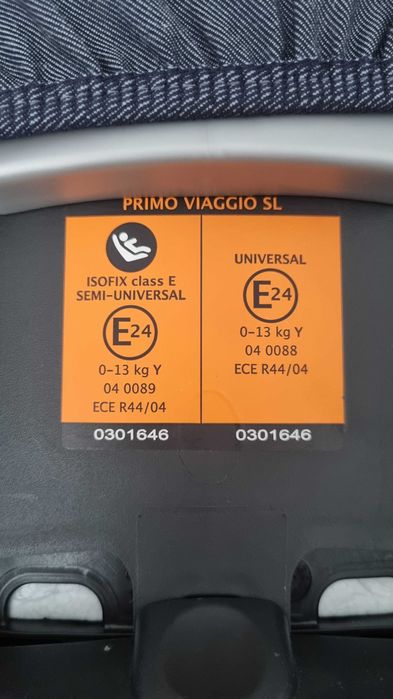 PRIMO VIAGGIO SL
ISOFIX class E
SEMI-UNIVERSAL
E24
0-13 kg Y
04 0089
ECE R44/04
0301646
UNIVERSAL
E24
0-13 kg Y
04 0088
ECE R44/04
0301646